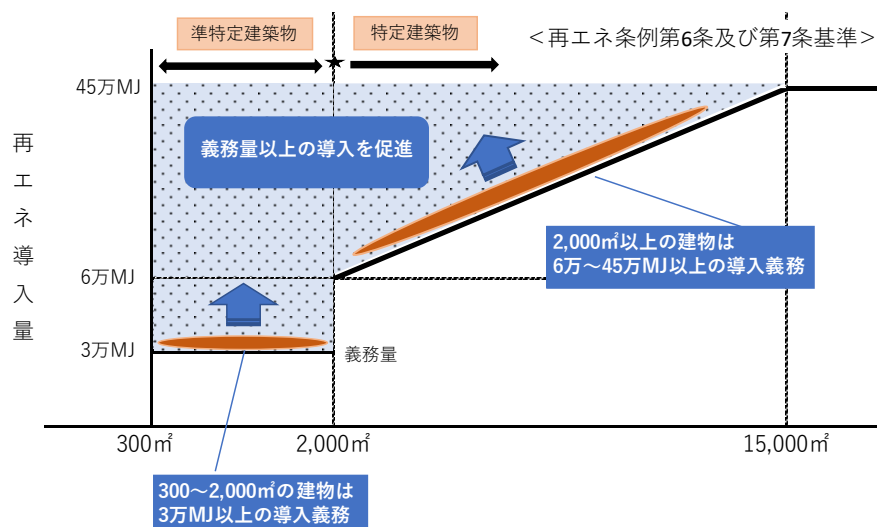 準特定建築物
特定建築物
＜再エネ条例第6条及び第7条基準＞
★
45万MJ
義務量以上の導入を促進
再エネ導入量
2,000㎡以上の建物は
6万～45万MJ以上の導入義務
6万MJ
3万MJ
義務量
300㎡
2,000㎡
15,000㎡
300～2,000㎡の建物は
3万MJ以上の導入義務